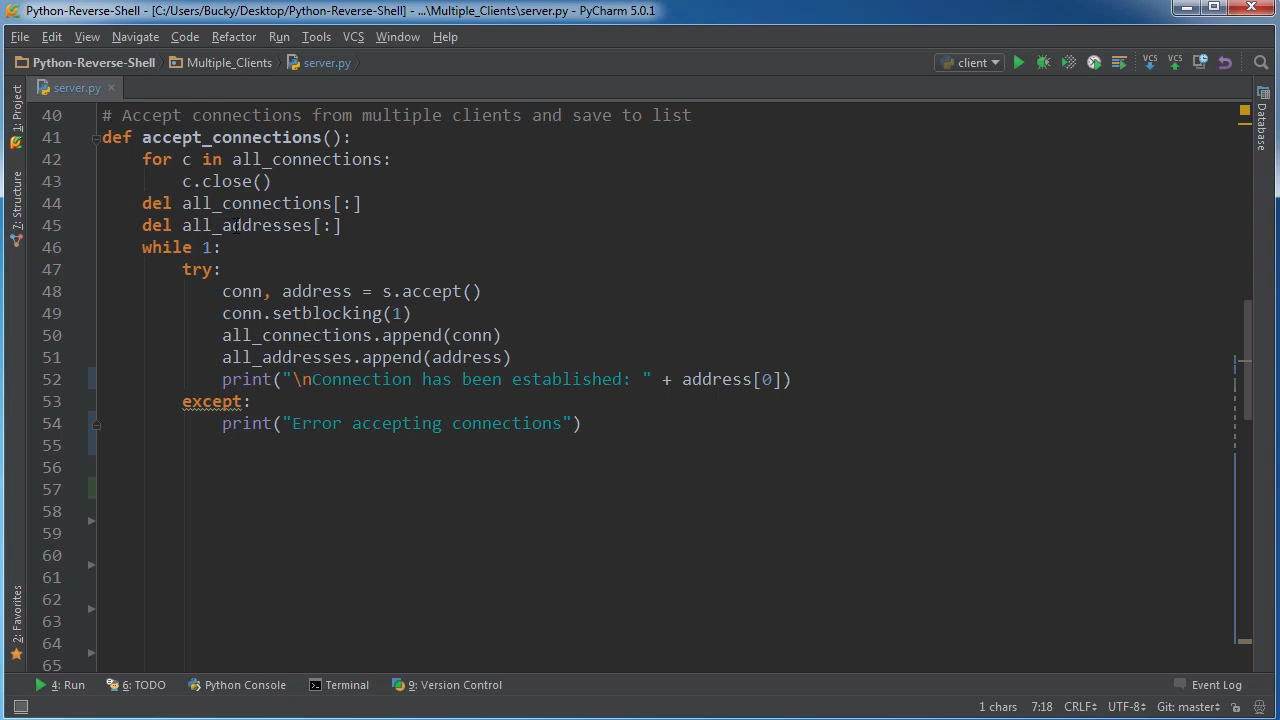 Python-Reverse-Shell - [C:/Users/Bucky/Desktop/Python-Reverse-Shell] - ...\Multiple_Clients\server.py - PyCharm 5.0.1
File Edit View Navigate Code Refactor Run Tools VCS Window Help
Python-Reverse-Shell Multiple_Clients server.py client VCS VCS
server.py
1: Project
7: Structure
2: Favorites
Database
40 # Accept connections from multiple clients and save to list
41 def accept_connections():
42 for c in all_connections:
43 c.close()
44 del all_connections[:]
45 del all_addresses[:]
46 while 1:
47 try:
48 conn, address = s.accept()
49 conn.setblocking(1)
50 all_connections.append(conn)
51 all_addresses.append(address)
52 print("\nConnection has been established: " + address[0])
53 except:
54 print("Error accepting connections")
55
56
57
58
59
60
61
62
63
64
65
4: Run 6: TODO Python Console Terminal 9: Version Control Event Log
1 chars 7:18 CRLF UTF-8 Git: master